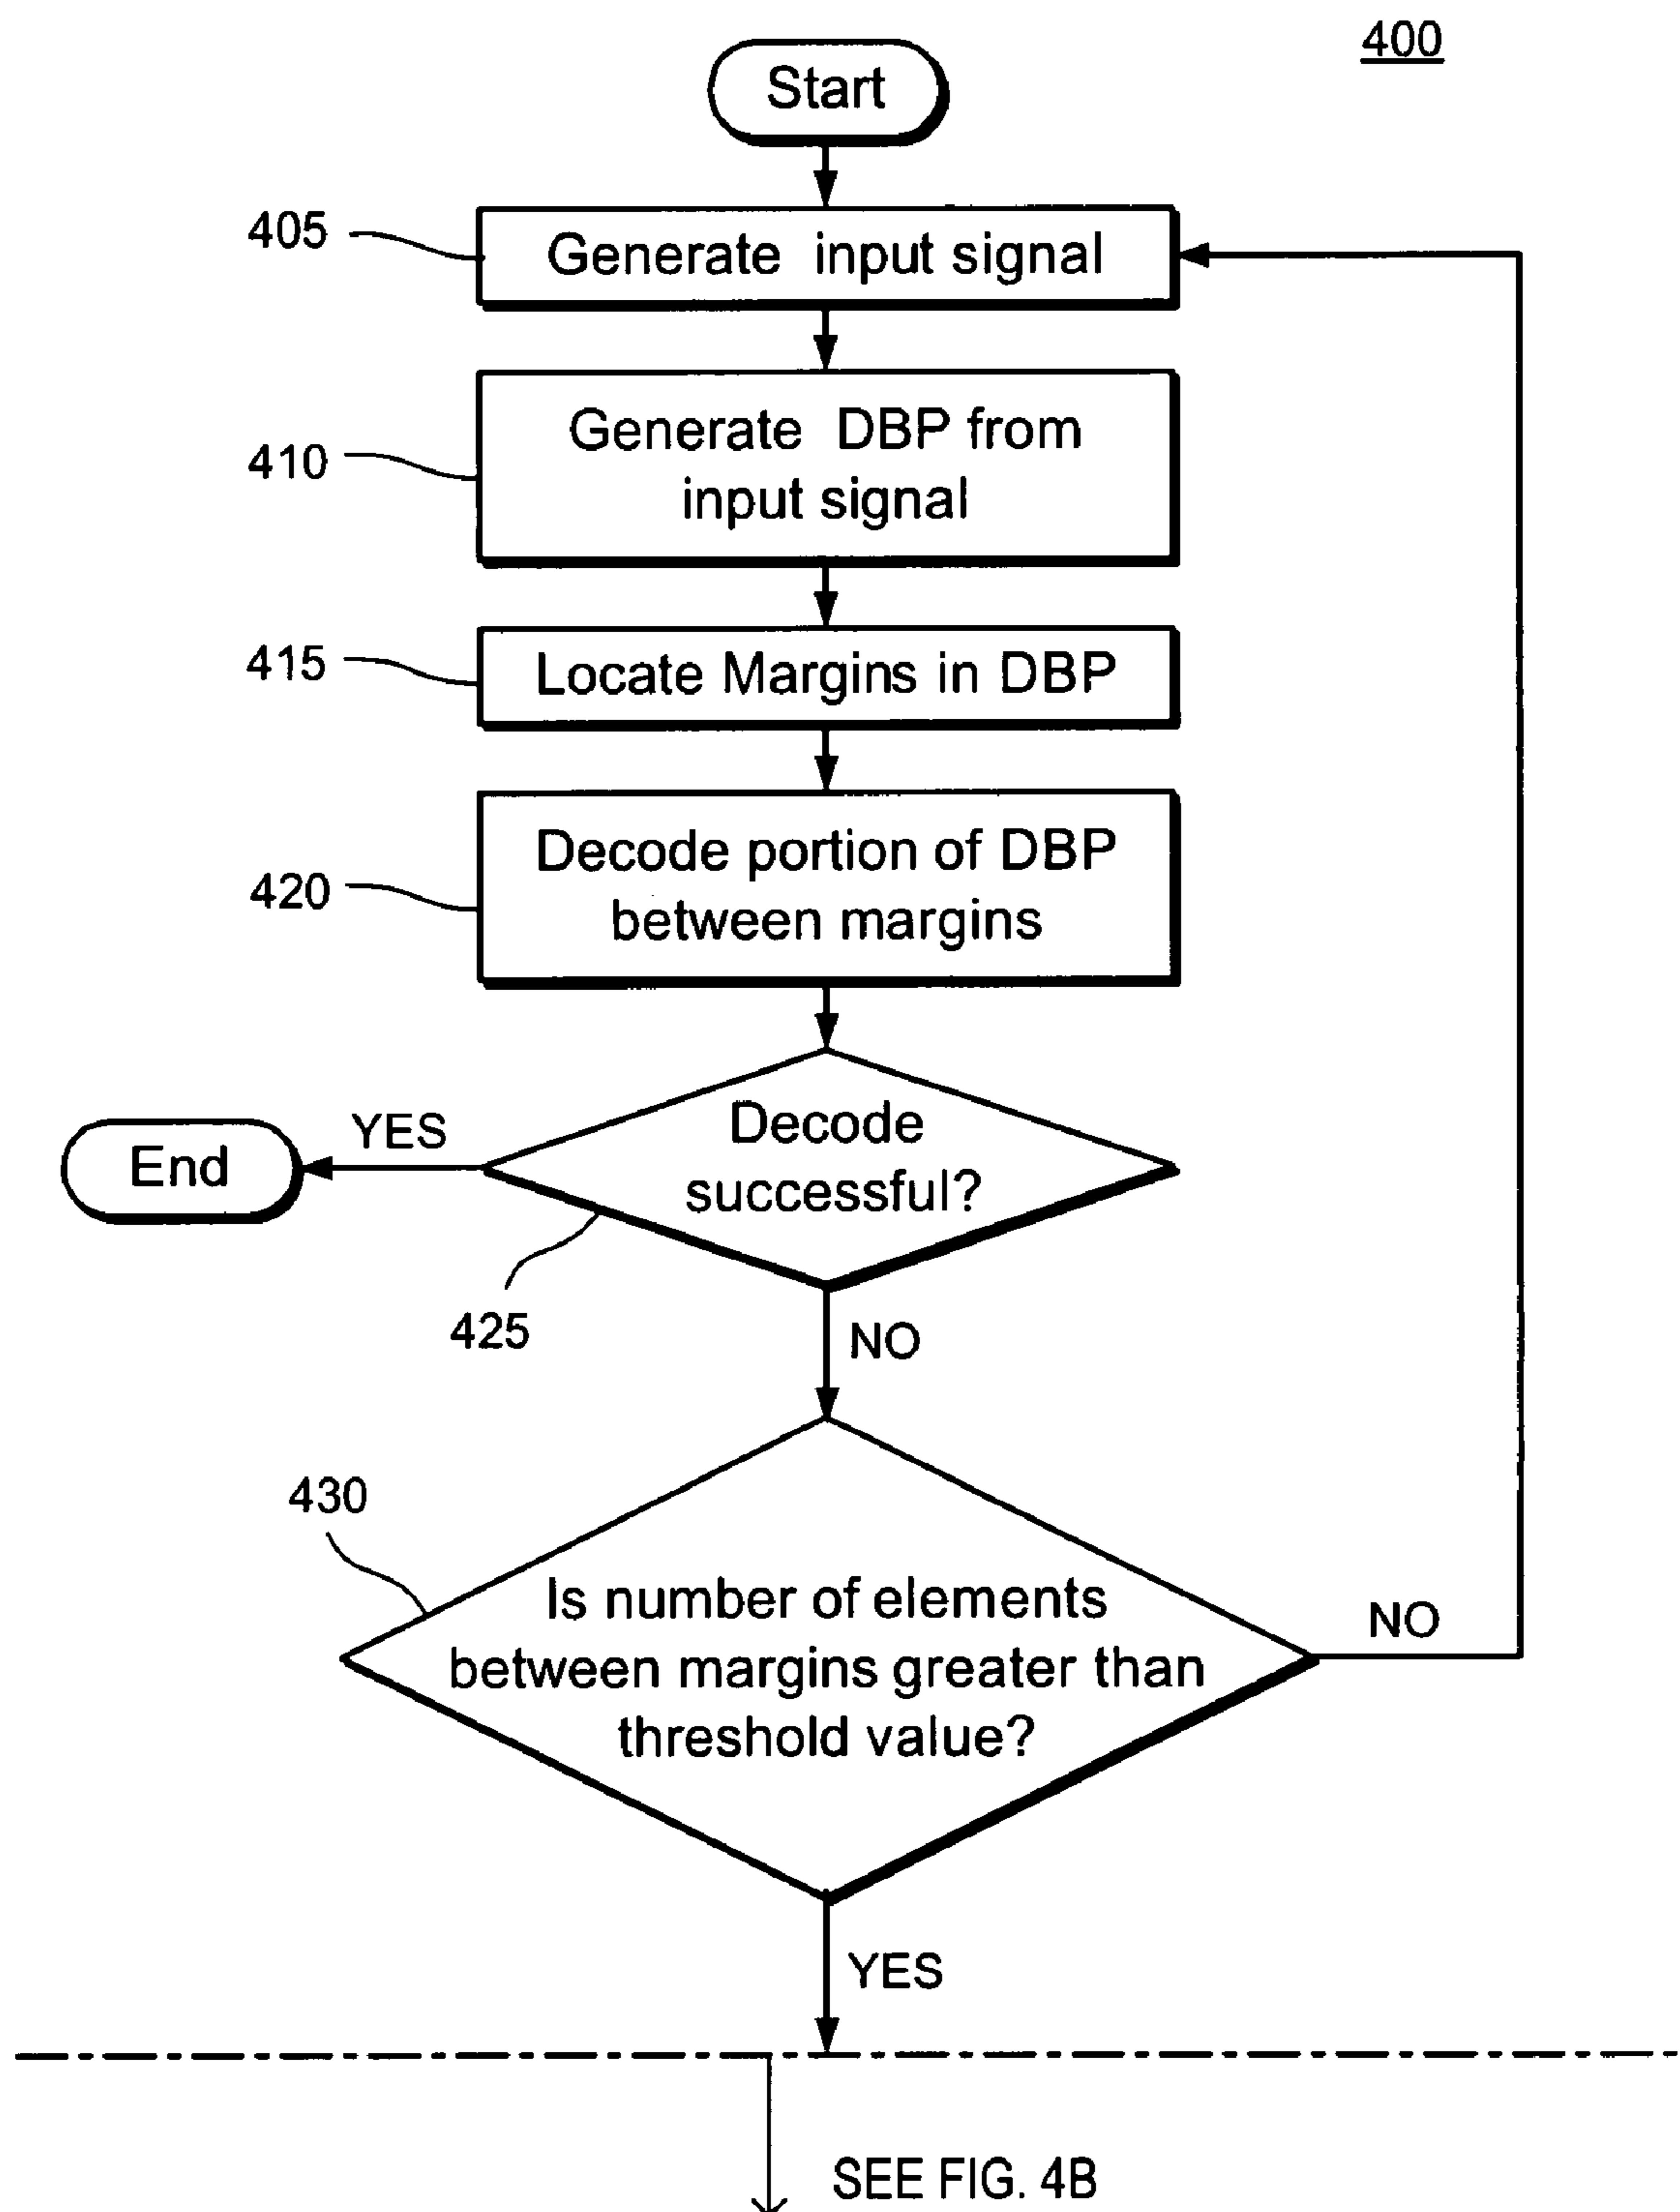 400
Start
405
Generate input signal
410
Generate DBP from
input signal
415
Locate Margins in DBP
420
Decode portion of DBP
between margins
YES
End
Decode
successful?
425
NO
430
Is number of elements
between margins greater than
threshold value?
NO
YES
SEE FIG. 4B